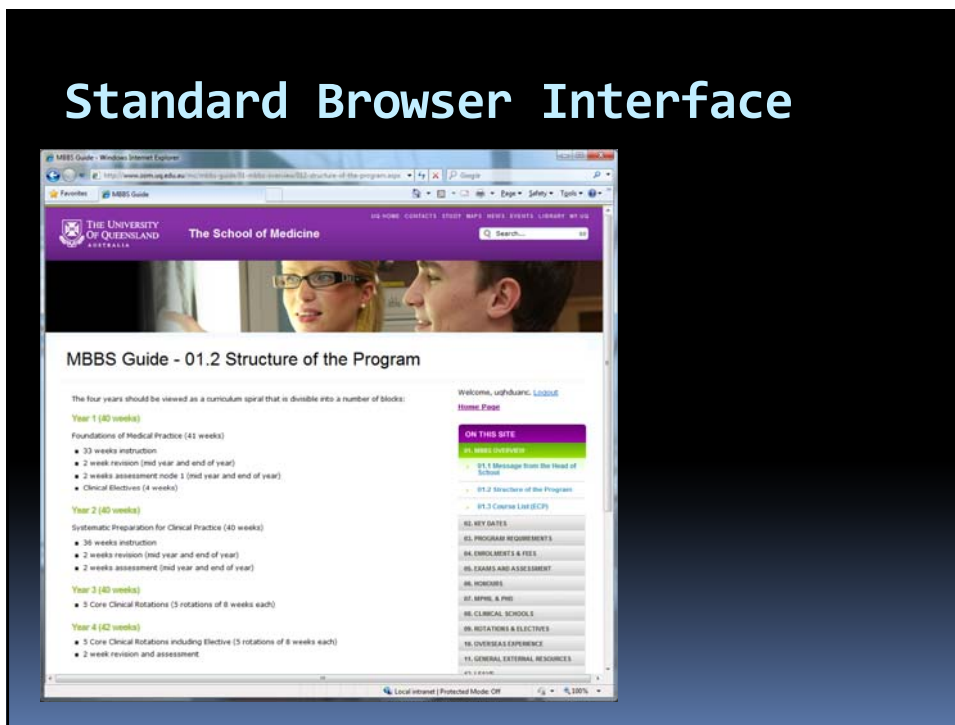 Standard Browser Interface
MBBS Guide - Windows Internet Explorer
Favorites MBBS Guide
Page Safety Tools
UQ HOME CONTACTS STUDY MAPS NEWS EVENTS LIBRARY MY.UQ
THE UNIVERSITY
OF QUEENSLAND
AUSTRALIA
The School of Medicine
Search...
MBBS Guide - 01.2 Structure of the Program
The four years should be viewed as a curriculum spiral that is divisible into a number of blocks:
Year 1 (40 weeks)
Foundations of Medical Practice (41 weeks)
33 weeks instruction
2 week revision (mid year and end of year)
2 weeks assessment node 1 (mid year and end of year)
Clinical Electives (4 weeks)
Year 2 (40 weeks)
Systematic Preparation for Clinical Practice (40 weeks)
36 weeks instruction
2 weeks revision (mid year and end of year)
2 weeks assessment (mid year and end of year)
Year 3 (40 weeks)
5 Core Clinical Rotations (5 rotations of 8 weeks each)
Year 4 (42 weeks)
5 Core Clinical Rotations including Elective (5 rotations of 8 weeks each)
2 week revision and assessment
Welcome, uqhduanc. Logout
Home Page
ON THIS SITE
01. MBBS OVERVIEW
01.1 Message from the Head of
School
01.2 Structure of the Program
01.3 Course List (ECP)
02. KEY DATES
03. PROGRAM REQUIREMENTS
04. ENROLMENTS & FEES
05. EXAMS AND ASSESSMENT
06. HONOURS
07. MPHIL & PHD
08. CLINICAL SCHOOLS
09. ROTATIONS & ELECTIVES
10. OVERSEAS EXPERIENCE
11. GENERAL EXTERNAL RESOURCES
Local intranet | Protected Mode: Off
100%